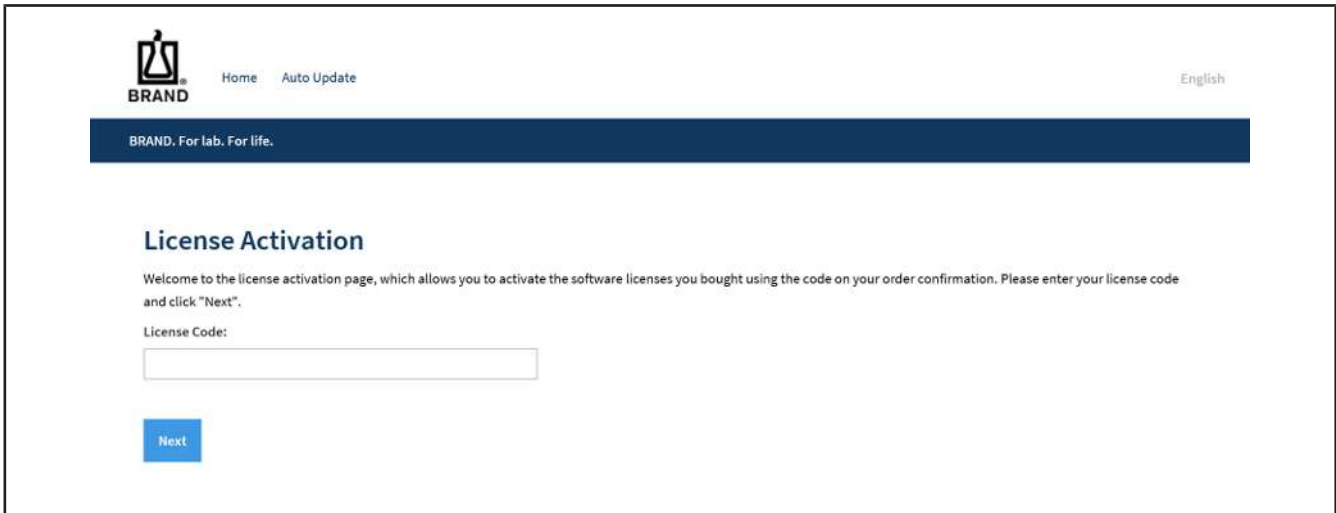 BRAND®
Home Auto Update
English
BRAND. For lab. For life.
License Activation
Welcome to the license activation page, which allows you to activate the software licenses you bought using the code on your order confirmation. Please enter your license code
and click "Next".
License Code:
Next